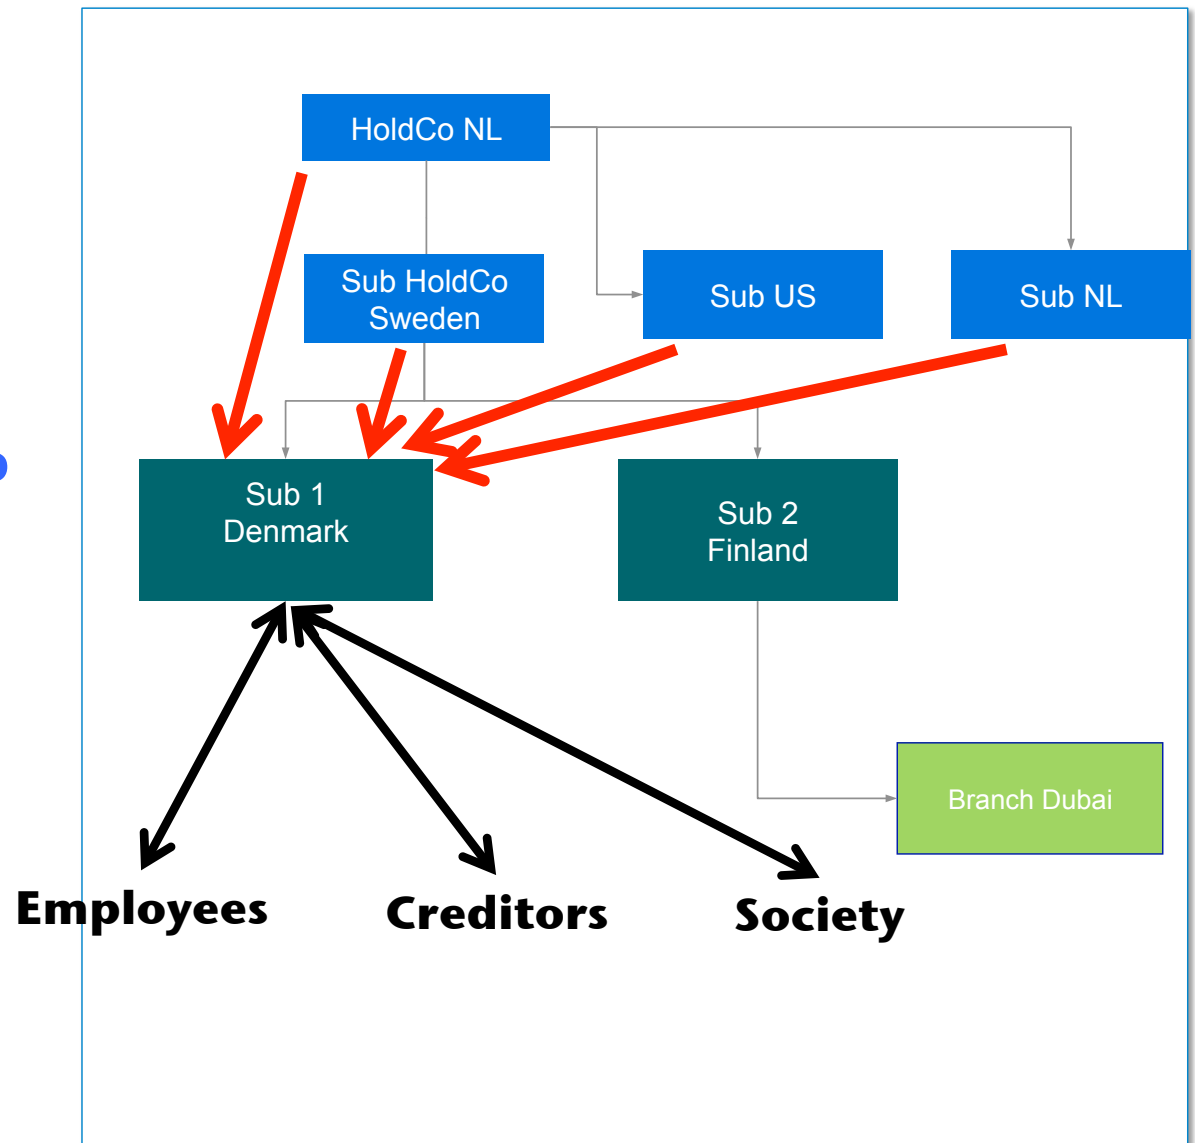 HoldCo NL
Sub HoldCo
Sweden
Sub US
Sub NL
Sub 1
Denmark
Sub 2
Finland
Branch Dubai
Employees
Creditors
Society